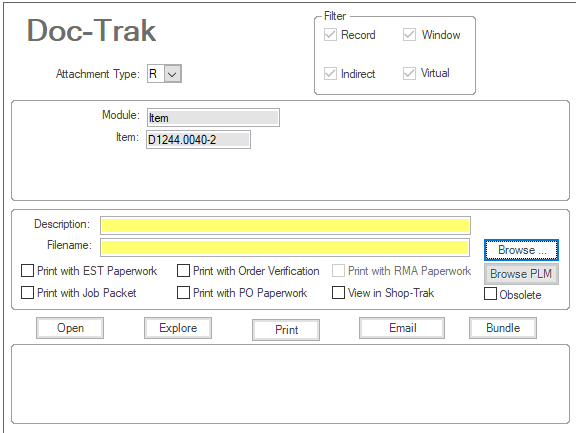 Doc-Trak
Filter
Record Window
Attachment Type: R
Indirect Virtual
Module: Item
Item: D1244.0040-2
Description:
Filename: Browse ...
Print with EST Paperwork Print with Order Verification Print with RMA Paperwork Browse PLM
Print with Job Packet Print with PO Paperwork View in Shop-Trak Obsolete
Open Explore Print Email Bundle